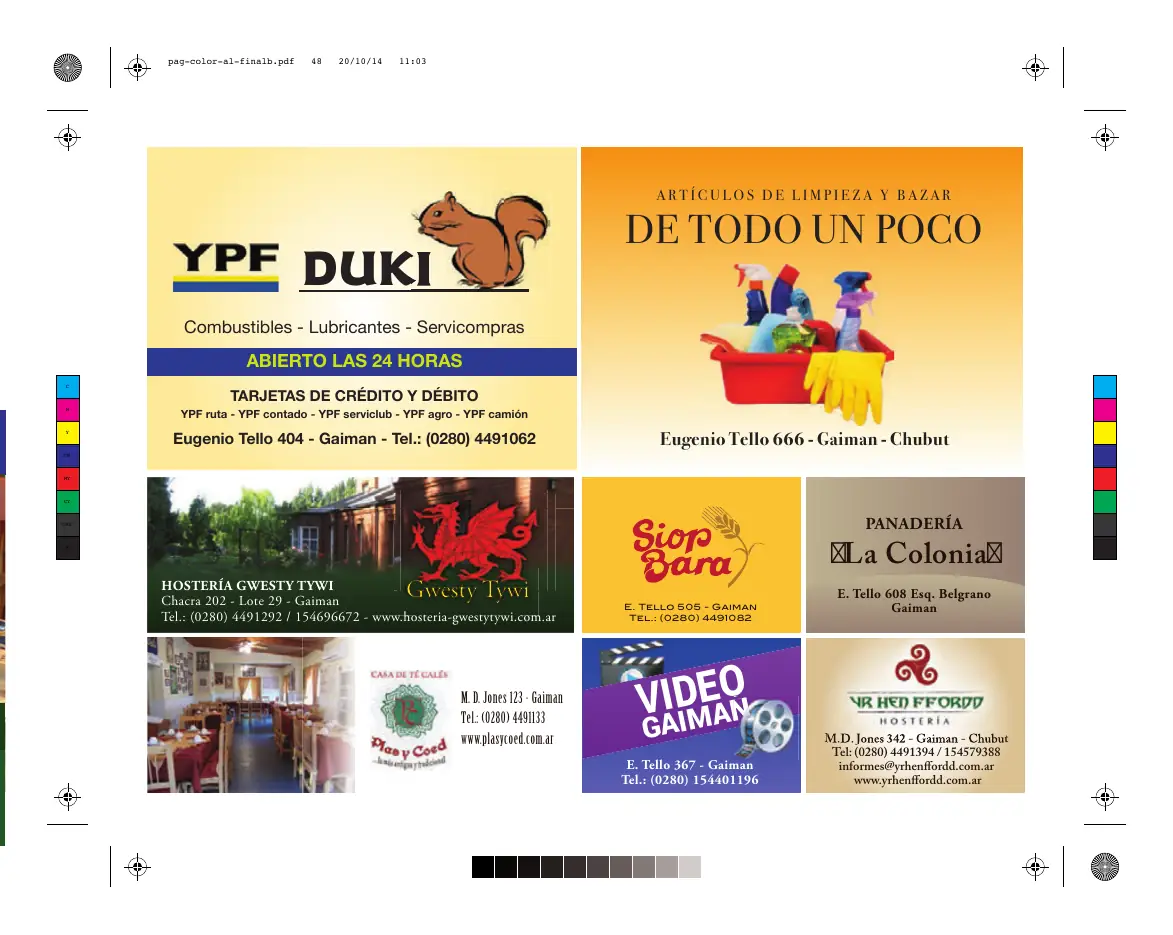 pag-color-al-finalb.pdf 48 20/10/14 11:03
YPF DUKI
Combustibles - Lubricantes - Servicompras
ABIERTO LAS 24 HORAS
TARJETAS DE CRÉDITO Y DÉBITO
YPF ruta - YPF contado - YPF serviclub - YPF agro - YPF camión
Eugenio Tello 404 - Gaiman - Tel.: (0280) 4491062
ARTÍCULOS DE LIMPIEZA Y BAZAR
DE TODO UN POCO
Eugenio Tello 666 - Gaiman - Chubut
Gwesty Tywi
HOSTERÍA GWESTY TYWI
Chacra 202 - Lote 29 - Gaiman
Tel.: (0280) 4491292 / 154696672 - www.hosteria-gwestytywi.com.ar
Siop
Bara
E. Tello 505 - Gaiman
Tel.: (0280) 4491082
PANADERÍA
La Colonia
E. Tello 608 Esq. Belgrano
Gaiman
CASA DE TÉ GALÉS
Plas y Coed
...la más antigua y tradicional
M. D. Jones 123 - Gaiman
Tel.: (0280) 4491133
www.plasycoed.com.ar
VIDEO
GAIMAN
E. Tello 367 - Gaiman
Tel.: (0280) 154401196
YR HEN FFORDD
HOSTERÍA
M.D. Jones 342 - Gaiman - Chubut
Tel: (0280) 4491394 / 154579388
informes@yrhenffordd.com.ar
www.yrhenffordd.com.ar